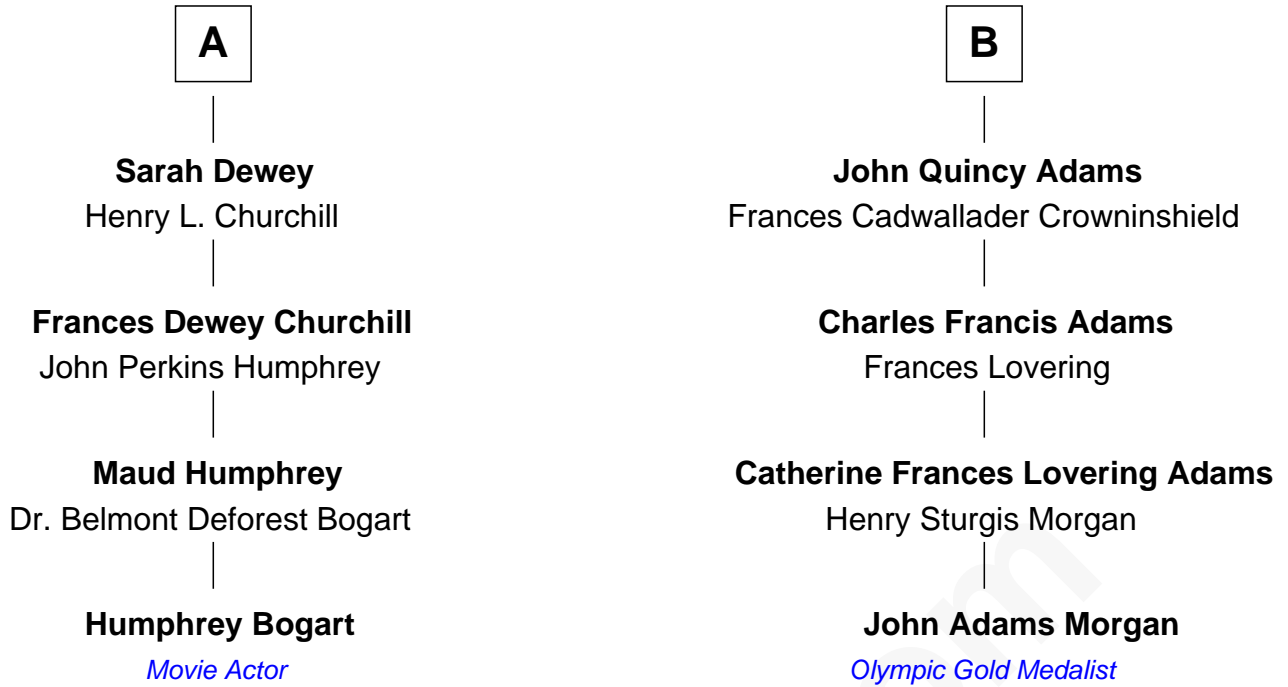 A
Sarah Dewey
Henry L. Churchill
Frances Dewey Churchill
John Perkins Humphrey
Maud Humphrey
Dr. Belmont Deforest Bogart
Humphrey Bogart
Movie Actor
B
John Quincy Adams
Frances Cadwallader Crowninshield
Charles Francis Adams
Frances Lovering
Catherine Frances Lovering Adams
Henry Sturgis Morgan
John Adams Morgan
Olympic Gold Medalist